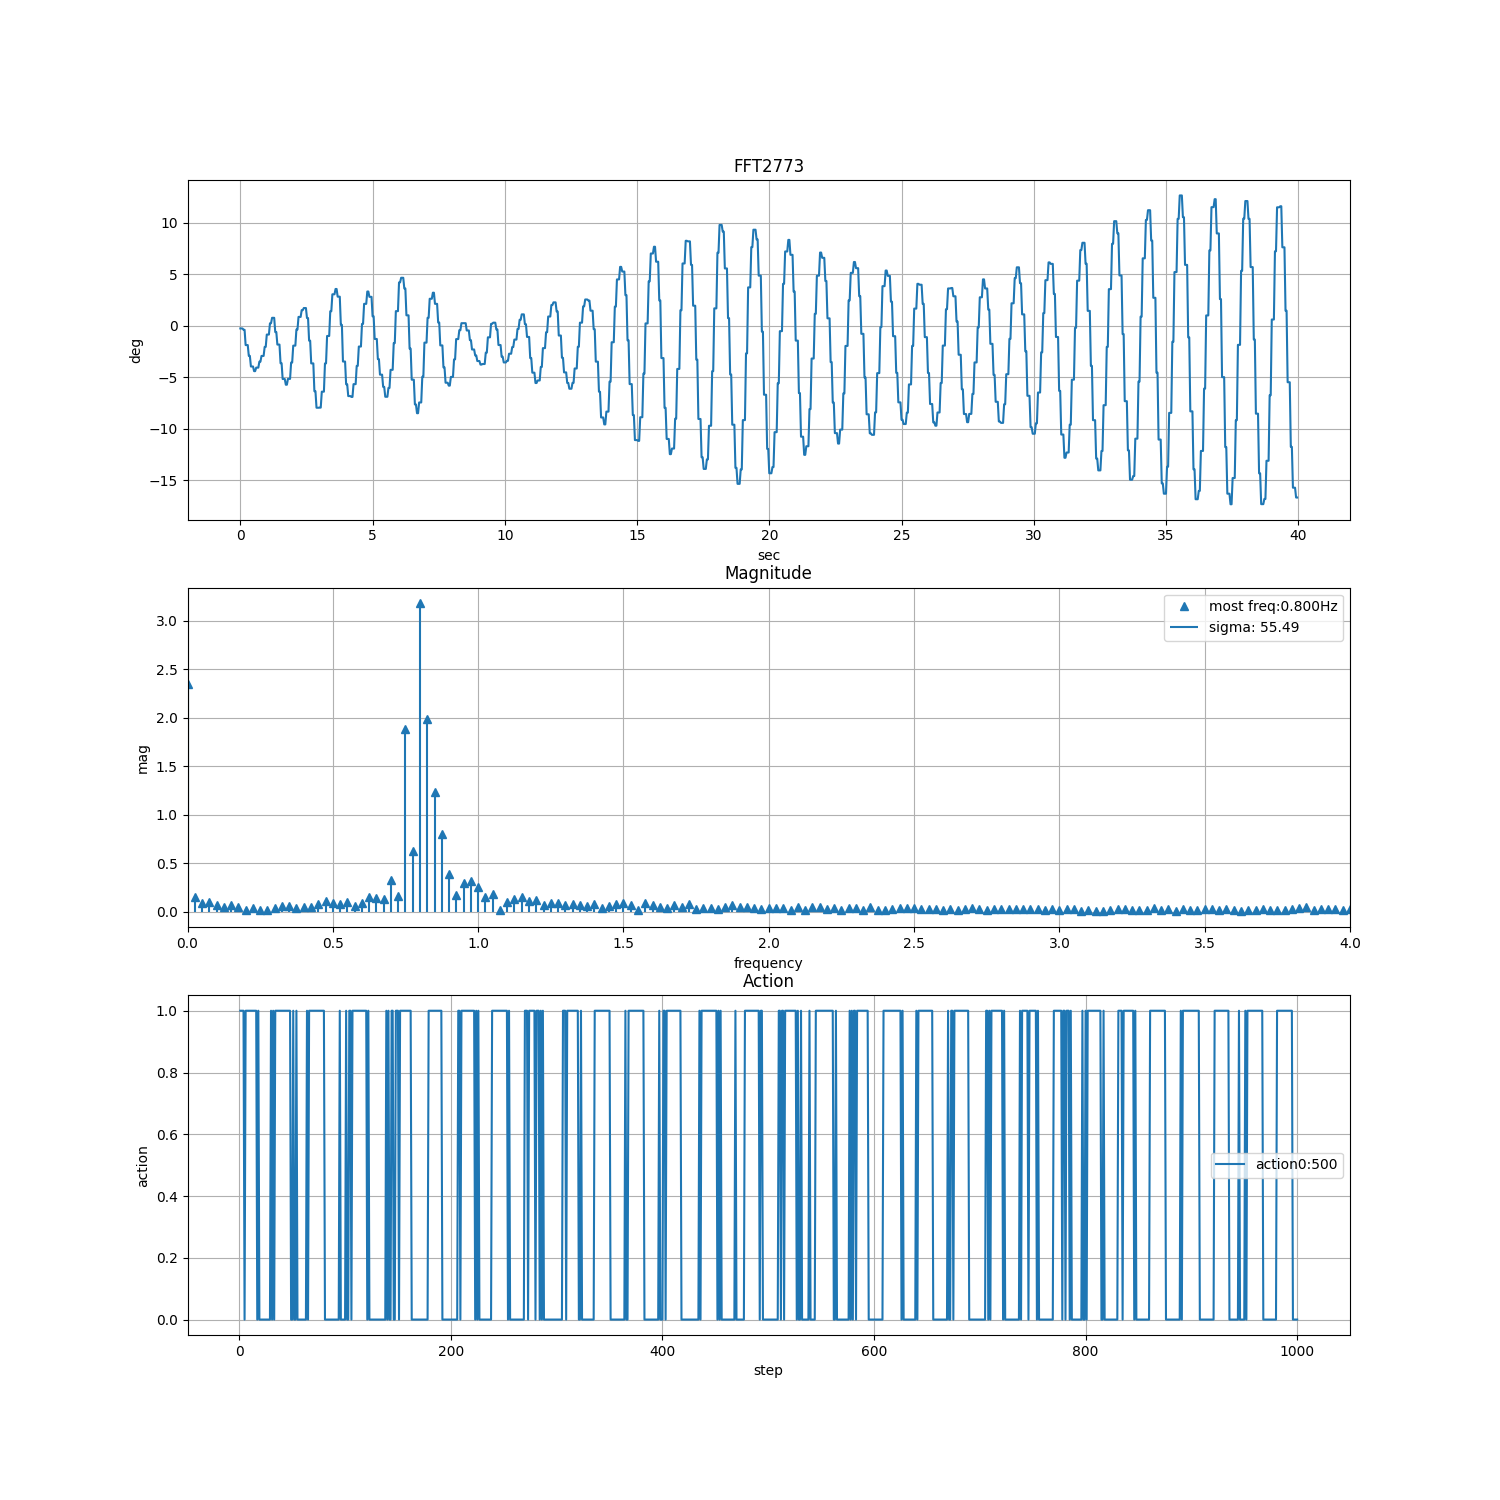 FFT2773
deg
10
5
0
−5
−10
−15
0 5 10 15 20 25 30 35 40
sec
Magnitude
most freq:0.800Hz
sigma: 55.49
mag
3.0
2.5
2.0
1.5
1.0
0.5
0.0
0.0 0.5 1.0 1.5 2.0 2.5 3.0 3.5 4.0
frequency
Action
action
1.0
0.8
0.6
0.4
0.2
0.0
action0:500
0 200 400 600 800 1000
step